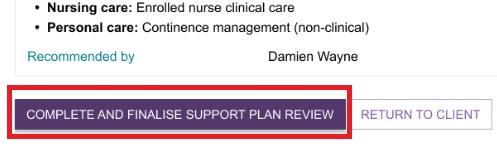 • Nursing care: Enrolled nurse clinical care
• Personal care: Continence management (non-clinical)
Recommended by Damien Wayne
COMPLETE AND FINALISE SUPPORT PLAN REVIEW RETURN TO CLIENT